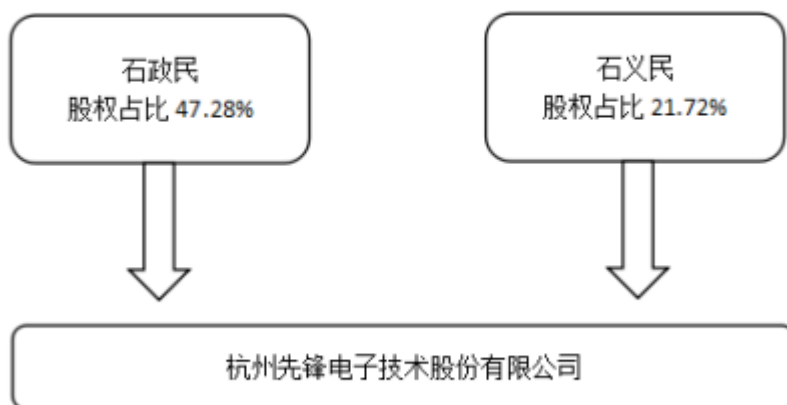 石政民
股权占比 47.28%
石义民
股权占比 21.72%
杭州先锋电子技术股份有限公司